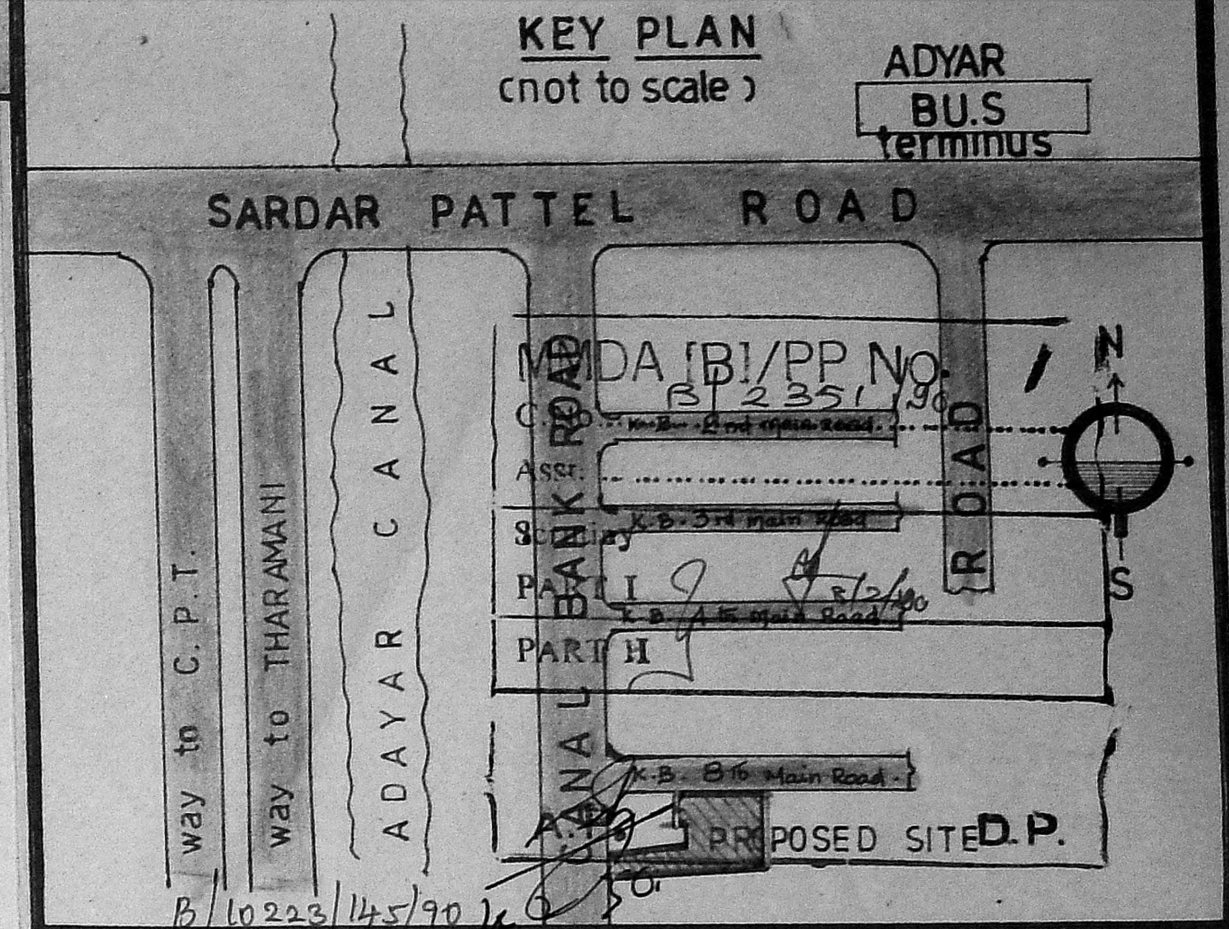 KEY PLAN
(not to scale)
ADYAR
BU.S
terminus
SARDAR PATTEL ROAD
way to C.P.T.
way to THARAMANI
ADAYAR CANAL
CANAL BANK ROAD
MMDA [B]/PP No.
B 2351/90
K.B. 2nd main Road
Asst.
K.B. 3rd main Road
Scrutiny
PART I
8/2/90
K.B. 4th Main Road
PART II
ROAD
N
S
K.B. 8th Main Road.
PROPOSED SITE
D.P.
B/10223/145/90